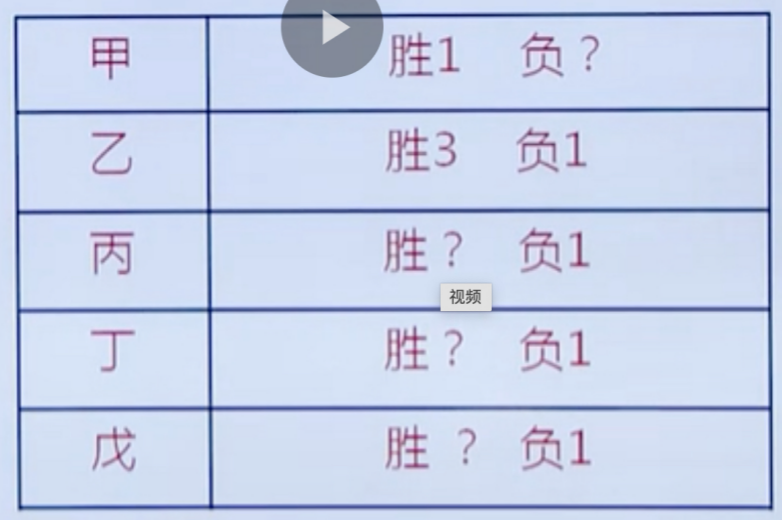 甲 胜1 负？
乙 胜3 负1
丙 胜？ 负1
视频
丁 胜？ 负1
戊 胜？ 负1